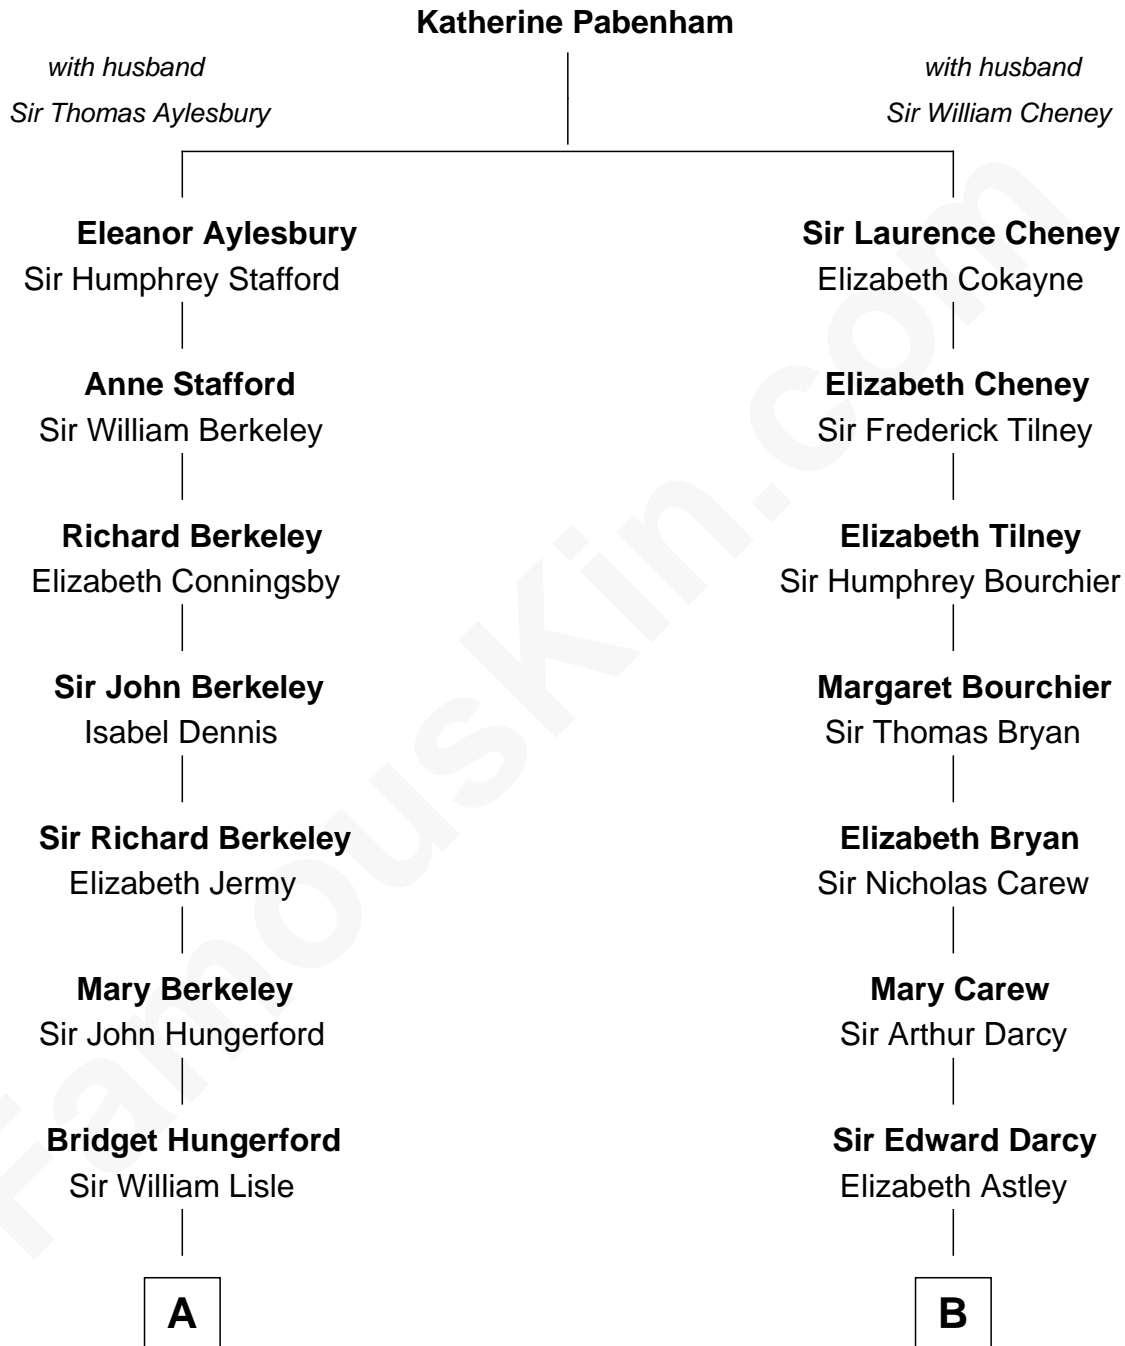 Katherine Pabenham
with husband
Sir Thomas Aylesbury
with husband
Sir William Cheney
Eleanor Aylesbury
Sir Humphrey Stafford
Sir Laurence Cheney
Elizabeth Cokayne
Anne Stafford
Sir William Berkeley
Elizabeth Cheney
Sir Frederick Tilney
Richard Berkeley
Elizabeth Conningsby
Elizabeth Tilney
Sir Humphrey Bourchier
Sir John Berkeley
Isabel Dennis
Margaret Bourchier
Sir Thomas Bryan
Sir Richard Berkeley
Elizabeth Jermy
Elizabeth Bryan
Sir Nicholas Carew
Mary Berkeley
Sir John Hungerford
Mary Carew
Sir Arthur Darcy
Bridget Hungerford
Sir William Lisle
Sir Edward Darcy
Elizabeth Astley
A
B
FamousKin.com